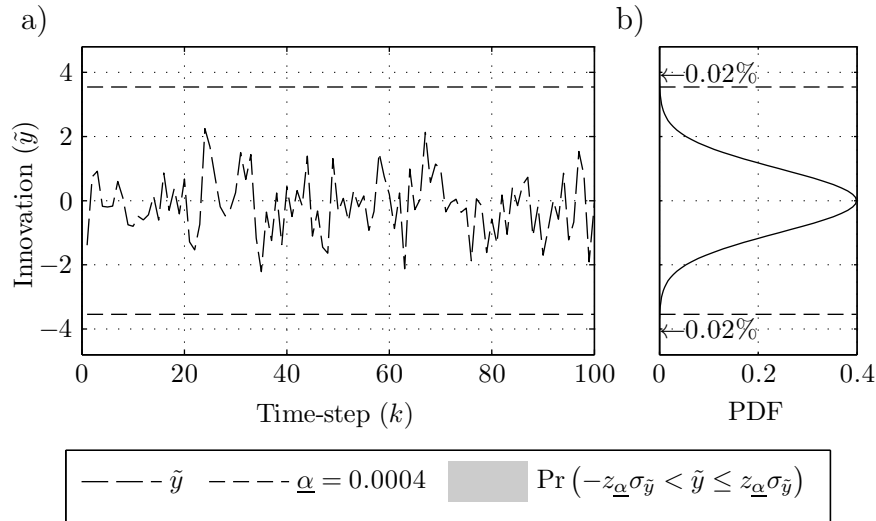 a)
b)
Innovation (ỹ)
4
2
0
−2
−4
0
20
40
60
80
100
Time-step (k)
←0.02%
←0.02%
0
0.2
0.4
PDF
ỹ
α̲ = 0.0004
Pr (−z_α̲ σ_ỹ < ỹ ≤ z_α̲ σ_ỹ)